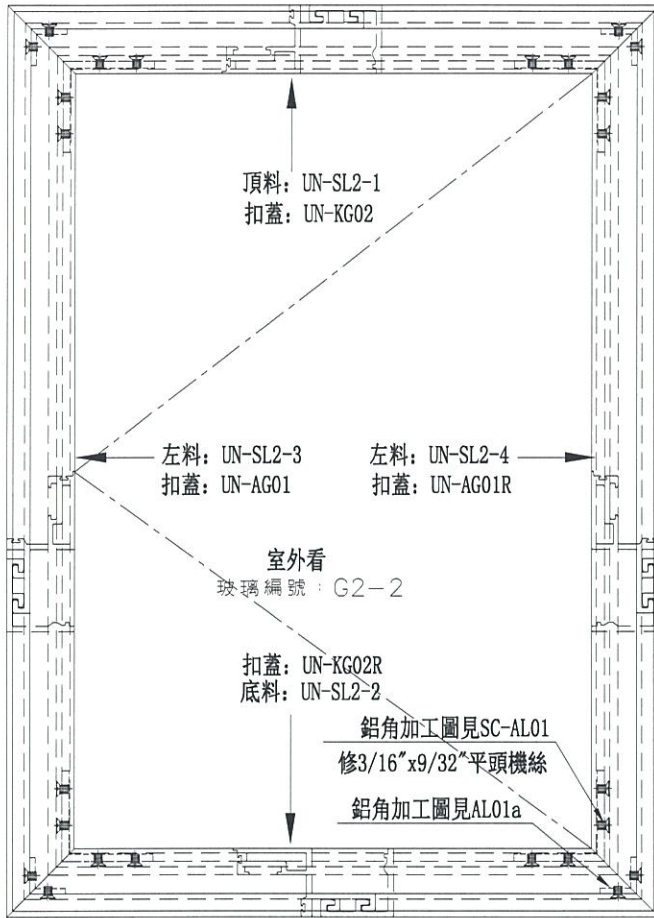 頂料: UN-SL2-1
扣蓋: UN-KG02
左料: UN-SL2-3
扣蓋: UN-AG01
左料: UN-SL2-4
扣蓋: UN-AG01R
室外看
玻璃編號：G2-2
扣蓋: UN-KG02R
底料: UN-SL2-2
鋁角加工圖見SC-AL01
修3/16"x9/32"平頭機絲
鋁角加工圖見AL01a